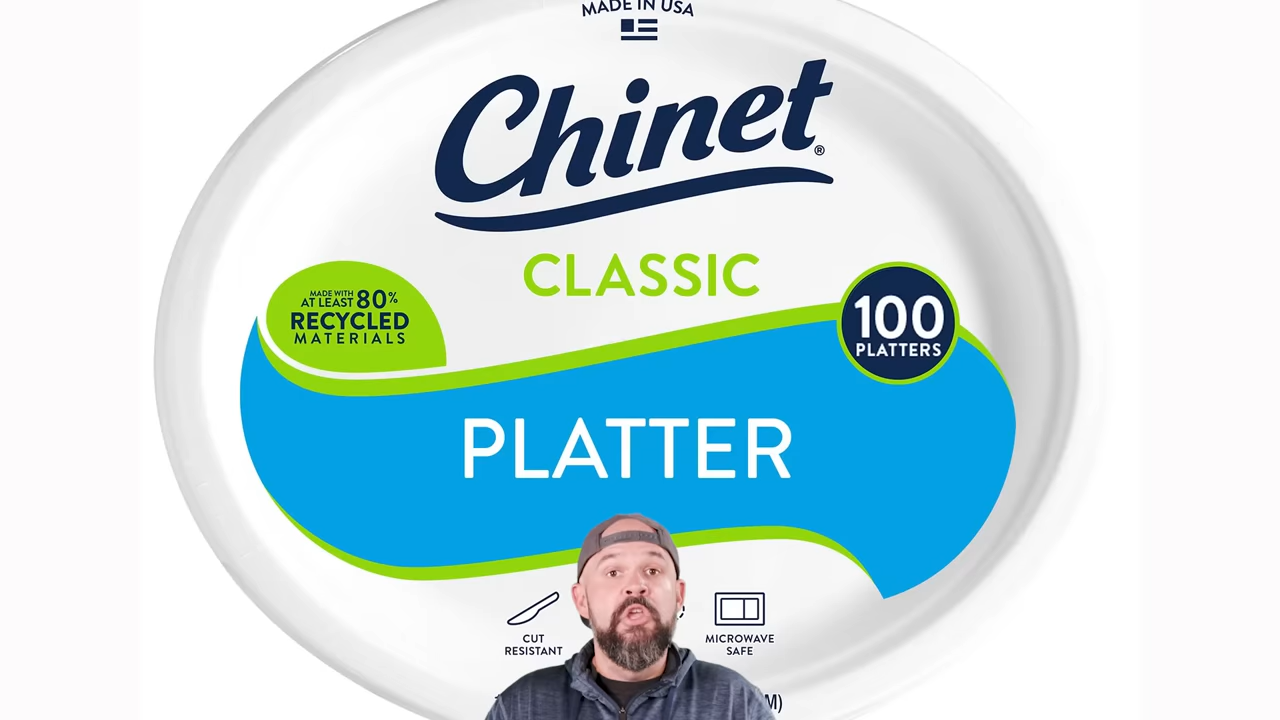 MADE IN USA
Chinet®
CLASSIC
MADE WITH
AT LEAST 80%
RECYCLED
MATERIALS
100
PLATTERS
PLATTER
CUT
RESISTANT
MICROWAVE
SAFE
M)